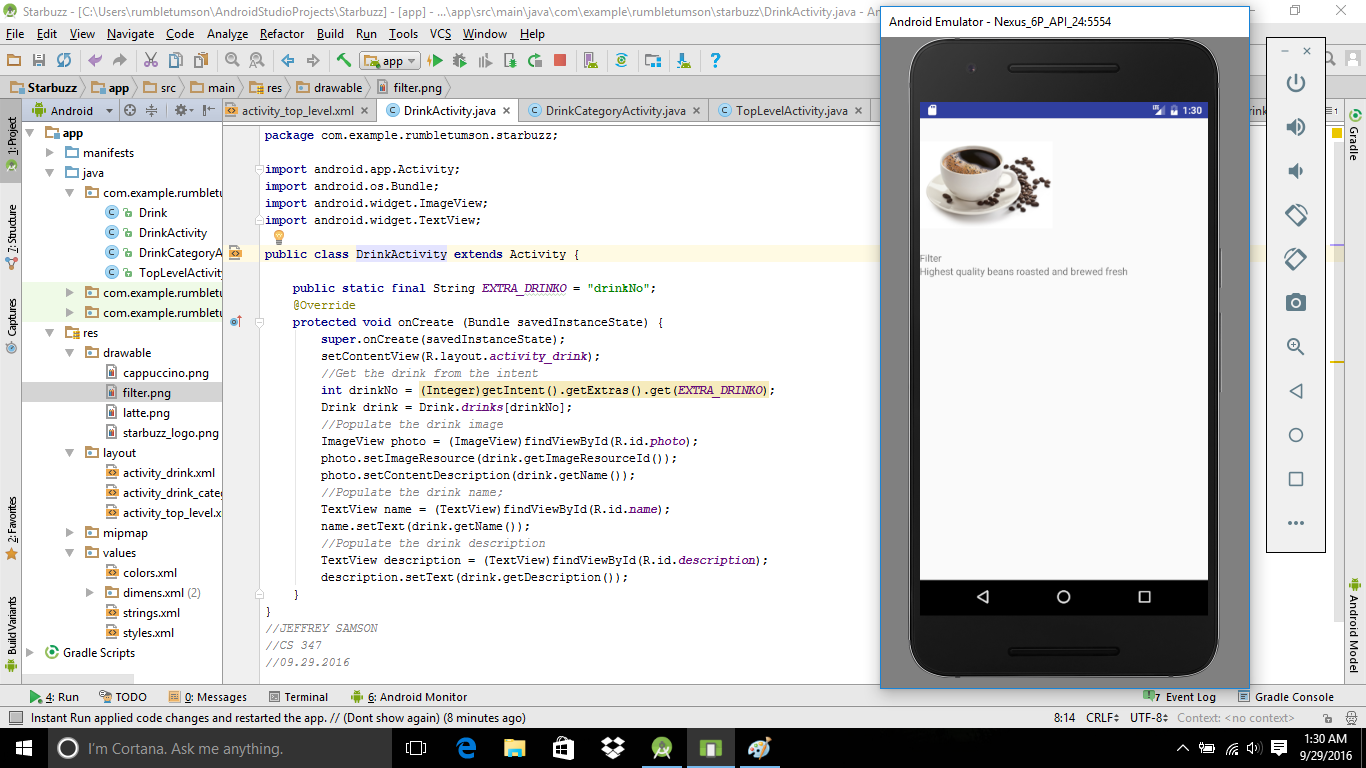 Starbuzz - [C:\Users\rumbletumson\AndroidStudioProjects\Starbuzz] - [app] - ...\app\src\main\java\com\example\rumbletumson\starbuzz\DrinkActivity.java - Android
File Edit View Navigate Code Analyze Refactor Build Run Tools VCS Window Help
app
Starbuzz app src main res drawable filter.png
Android
activity_top_level.xml DrinkActivity.java DrinkCategoryActivity.java TopLevelActivity.java
1: Project
7: Structure
Captures
2: Favorites
Build Variants
app
manifests
java
com.example.rumbletu
Drink
DrinkActivity
DrinkCategoryA
TopLevelActivit
com.example.rumbletu
com.example.rumbletu
res
drawable
cappuccino.png
filter.png
latte.png
starbuzz_logo.png
layout
activity_drink.xml
activity_drink_cate
activity_top_level.x
mipmap
values
colors.xml
dimens.xml (2)
strings.xml
styles.xml
Gradle Scripts
package com.example.rumbletumson.starbuzz;
import android.app.Activity;
import android.os.Bundle;
import android.widget.ImageView;
import android.widget.TextView;
public class DrinkActivity extends Activity {
public static final String EXTRA_DRINKO = "drinkNo";
@Override
protected void onCreate (Bundle savedInstanceState) {
super.onCreate(savedInstanceState);
setContentView(R.layout.activity_drink);
//Get the drink from the intent
int drinkNo = (Integer)getIntent().getExtras().get(EXTRA_DRINKO);
Drink drink = Drink.drinks[drinkNo];
//Populate the drink image
ImageView photo = (ImageView)findViewById(R.id.photo);
photo.setImageResource(drink.getImageResourceId());
photo.setContentDescription(drink.getName());
//Populate the drink name;
TextView name = (TextView)findViewById(R.id.name);
name.setText(drink.getName());
//Populate the drink description
TextView description = (TextView)findViewById(R.id.description);
description.setText(drink.getDescription());
}
}
//JEFFREY SAMSON
//CS 347
//09.29.2016
Android Emulator - Nexus_6P_API_24:5554
1:30
Filter
Highest quality beans roasted and brewed fresh
Gradle
Android Model
4: Run TODO 0: Messages Terminal 6: Android Monitor 7 Event Log Gradle Console
Instant Run applied code changes and restarted the app. // (Dont show again) (8 minutes ago) 8:14 CRLF UTF-8 Context: <no context>
I'm Cortana. Ask me anything.
1:30 AM
9/29/2016